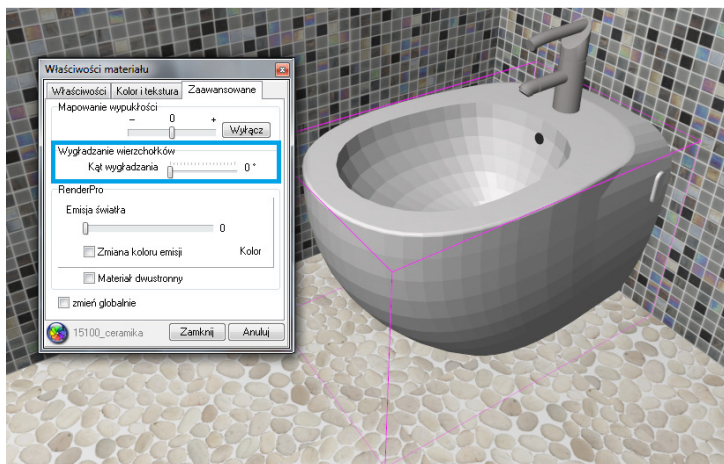 Właściwości materiału
Właściwości Kolor i tekstura Zaawansowane
Mapowanie wypukłości
- 0 +
Wyłącz
Wygładzanie wierzchołków
Kąt wygładzania 0 °
RenderPro
Emisja światła
0
Zmiana koloru emisji Kolor
Materiał dwustronny
zmień globalnie
15100_ceramika Zamknij Anuluj